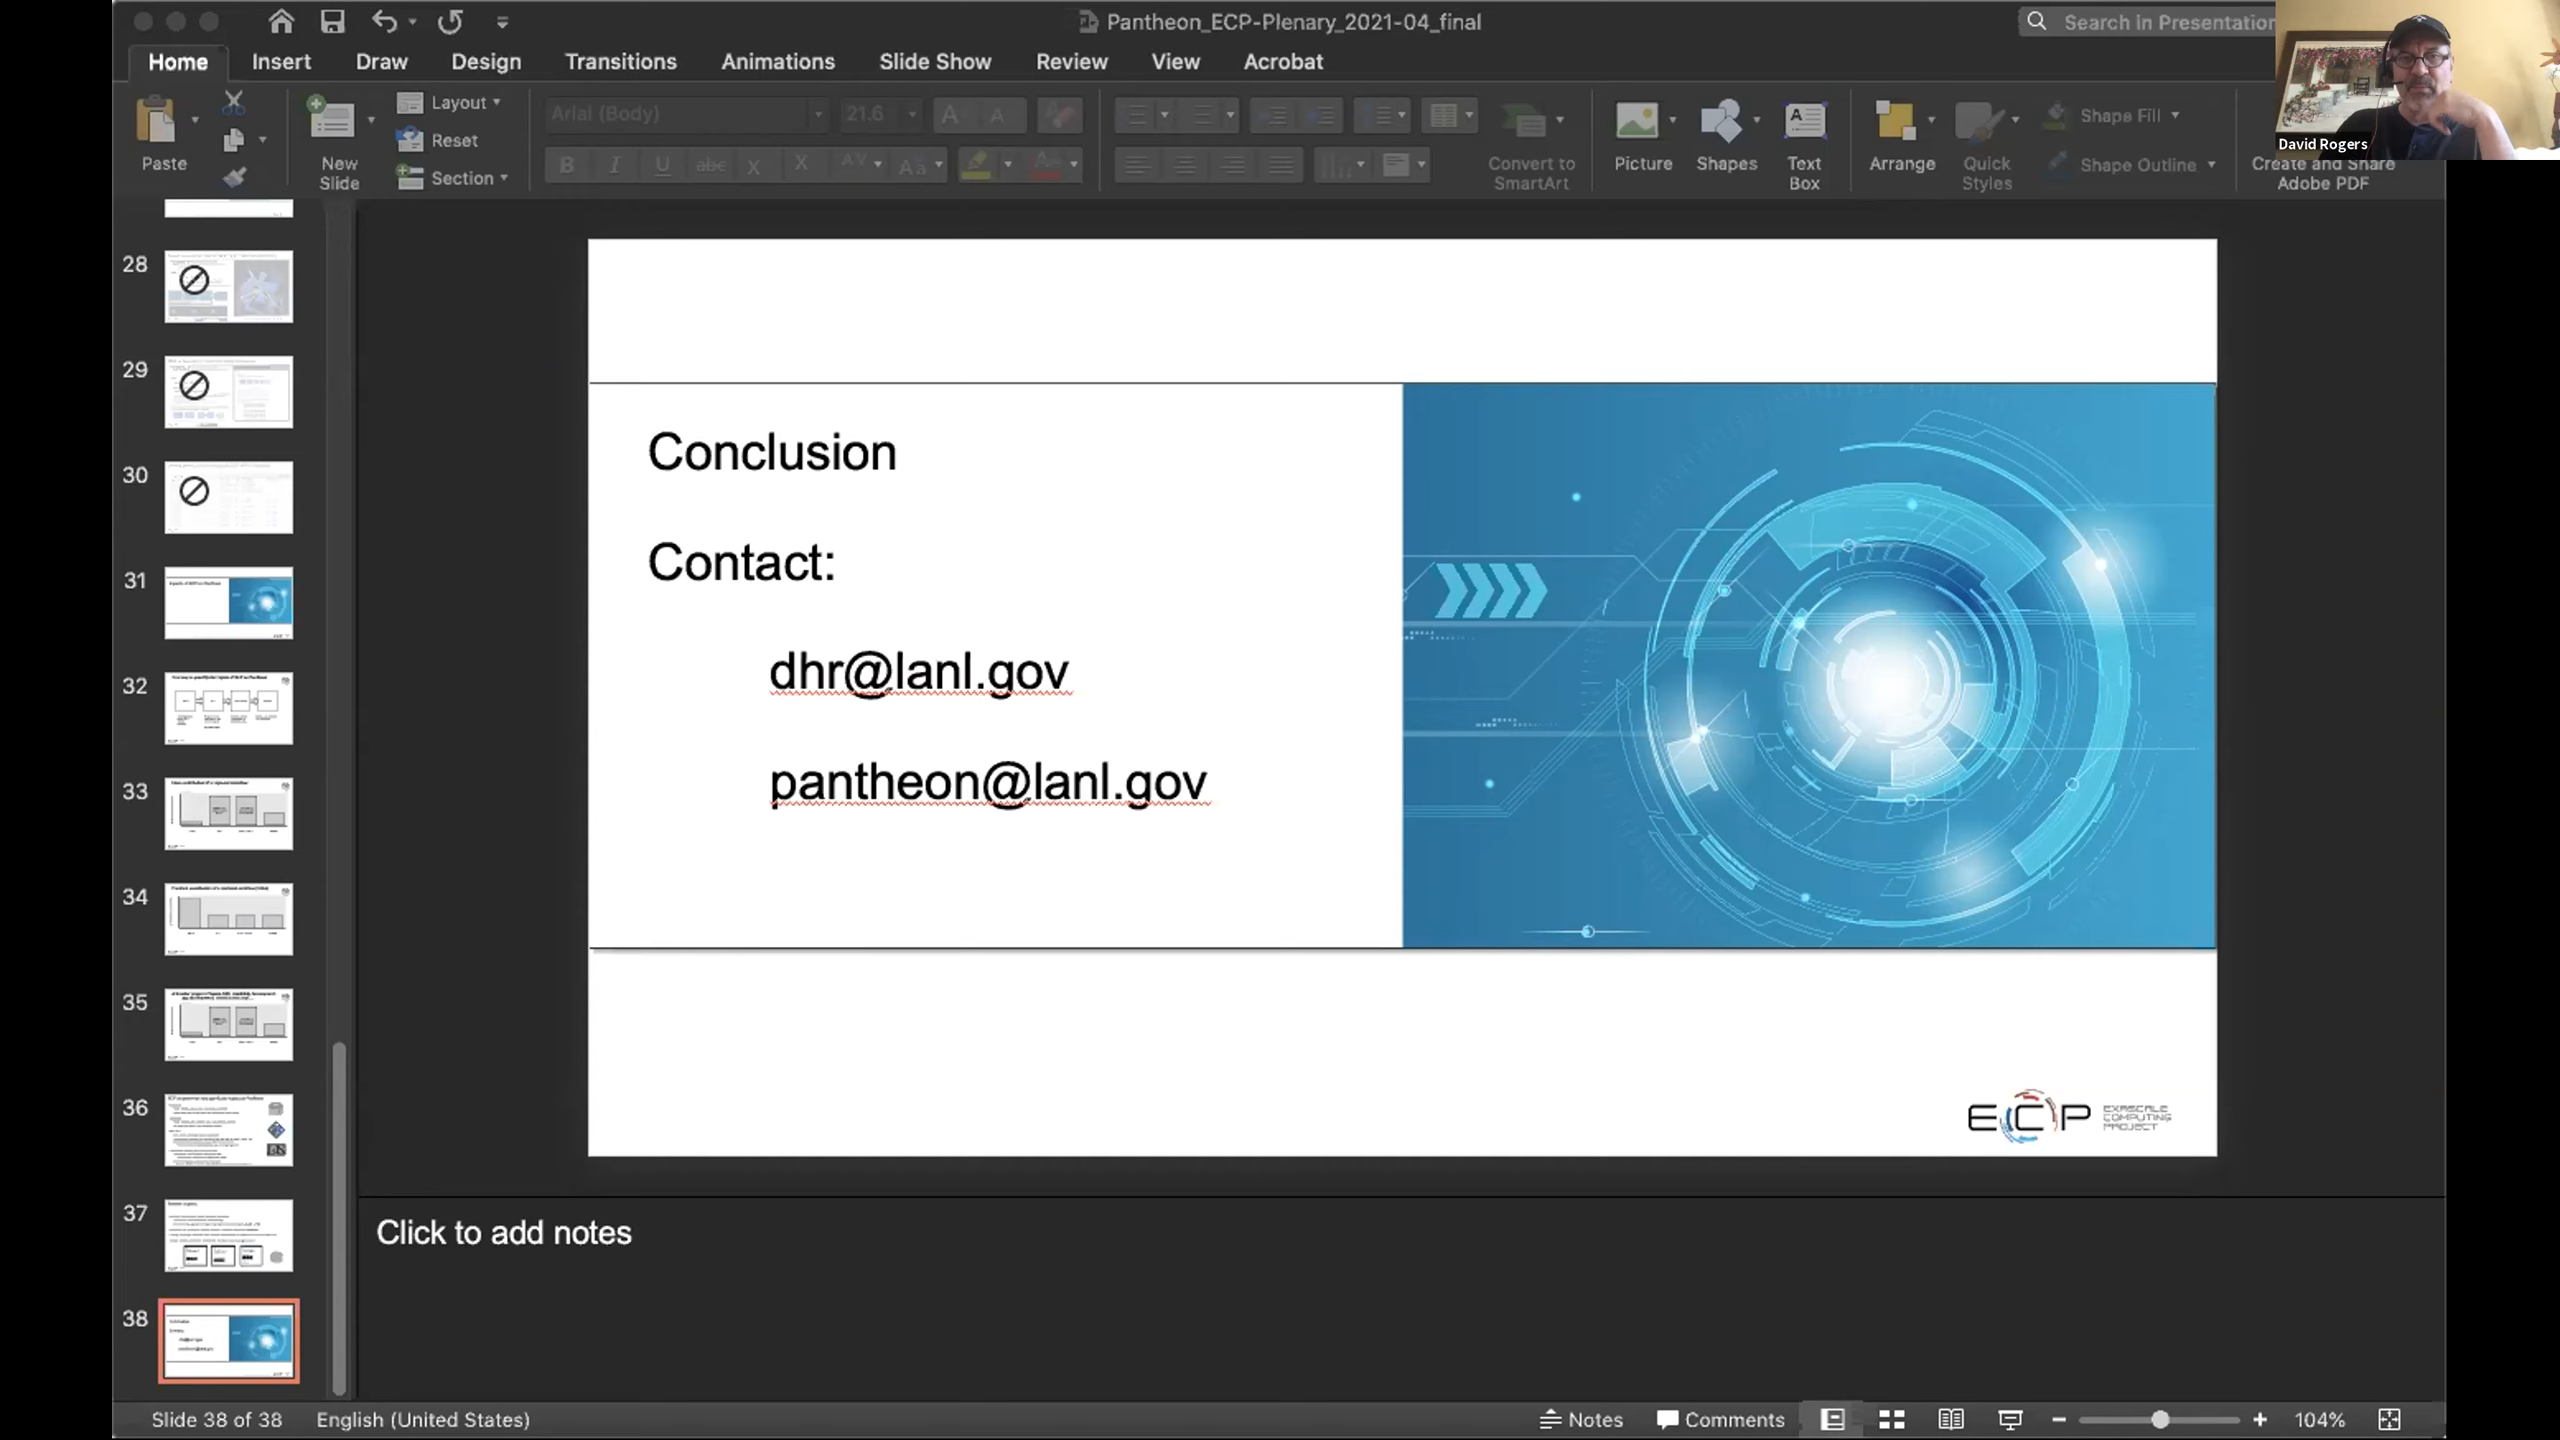 Pantheon_ECP-Plenary_2021-04_final
Search in Presentation
Home Insert Draw Design Transitions Animations Slide Show Review View Acrobat
Paste
New Slide
Layout
Reset
Section
Arial (Body) 21.6
Convert to SmartArt
Picture
Shapes
Text Box
Arrange
Quick Styles
Shape Fill
Shape Outline
Create and Share Adobe PDF
David Rogers
28
29
30
31
32
33
34
35
36
37
38
Conclusion
Contact:
dhr@lanl.gov
pantheon@lanl.gov
ECP EXASCALE COMPUTING PROJECT
Click to add notes
Slide 38 of 38 English (United States) Notes Comments 104%